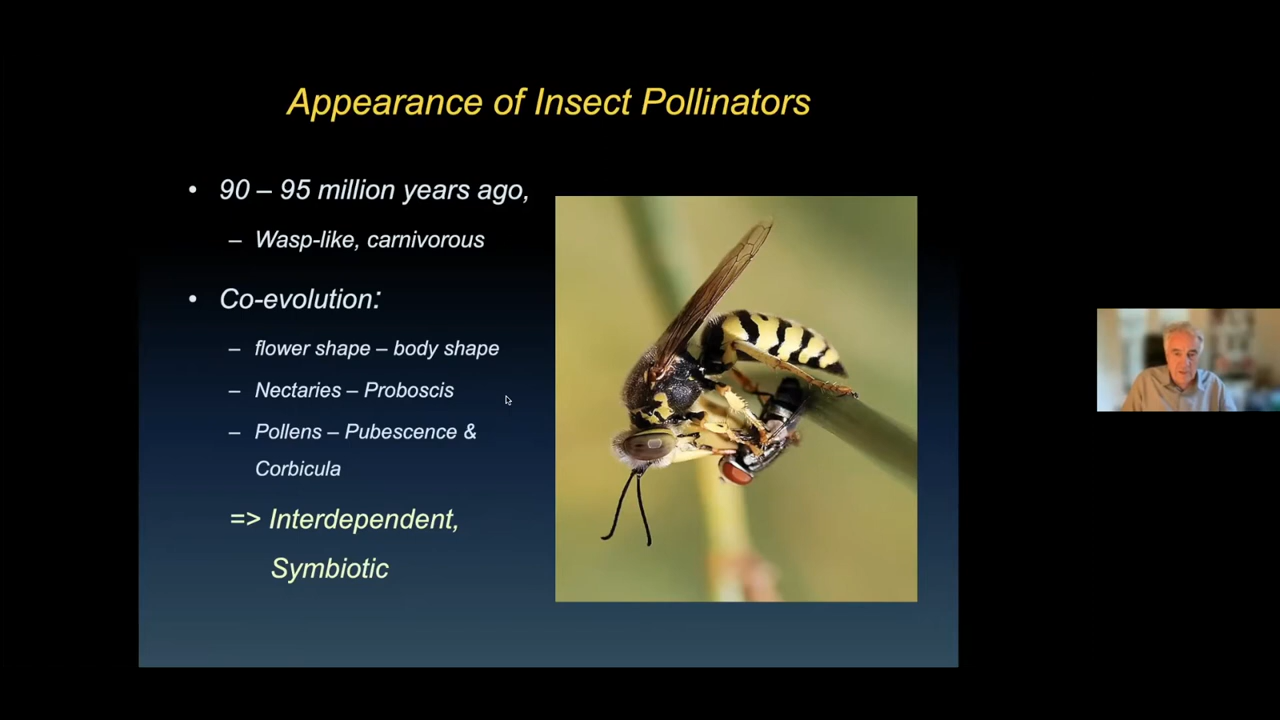 Appearance of Insect Pollinators
• 90 – 95 million years ago,
– Wasp-like, carnivorous
• Co-evolution:
– flower shape – body shape
– Nectaries – Proboscis
– Pollens – Pubescence &
Corbicula
=> Interdependent,
Symbiotic